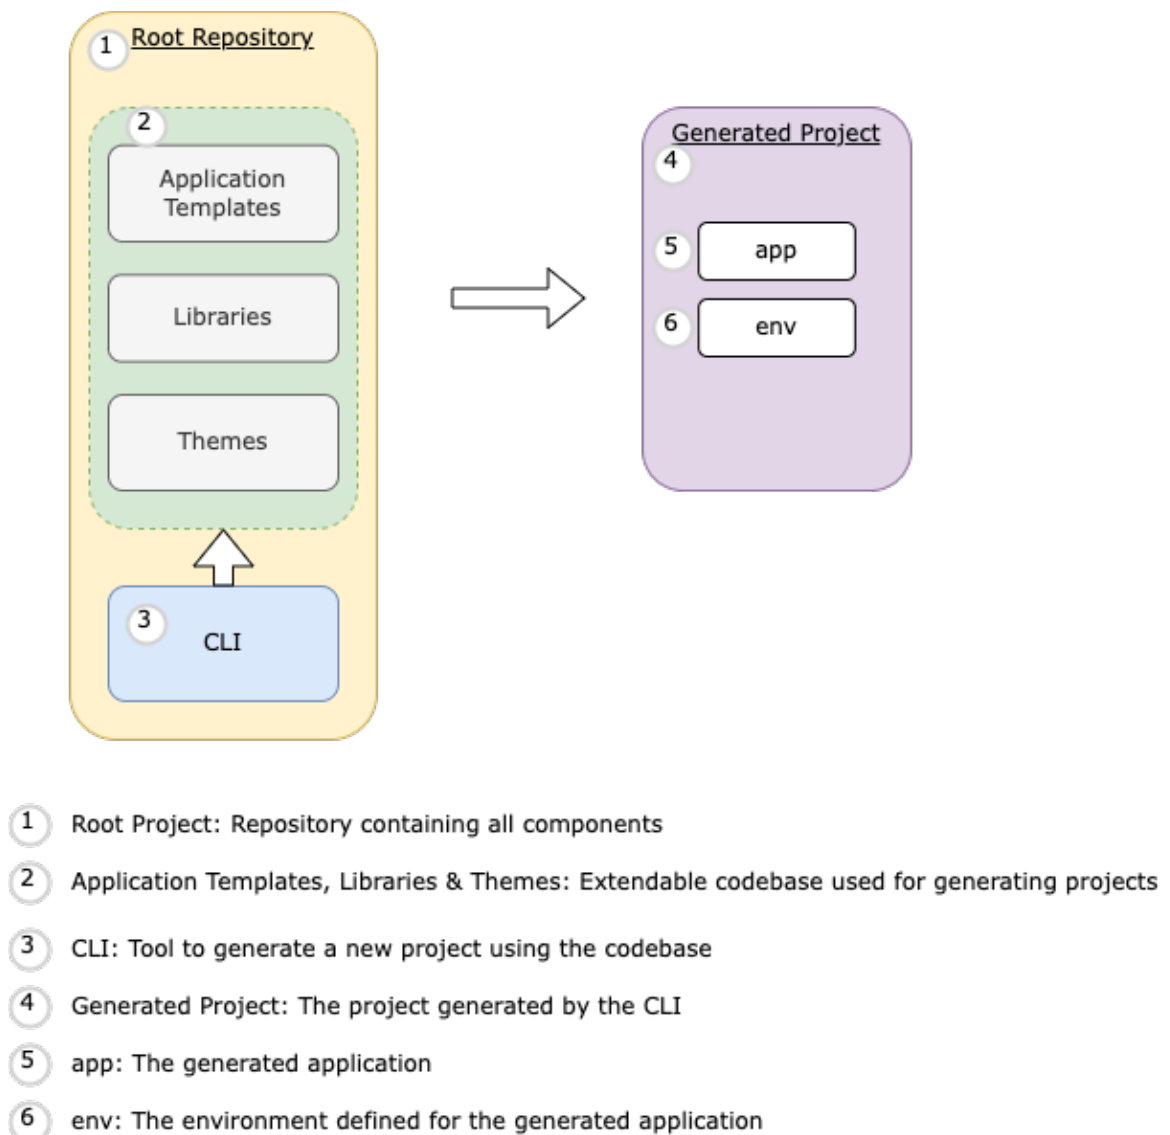 1
Root Repository
2
Application
Templates
Libraries
Themes
3
CLI
Generated Project
4
5
app
6
env
1 Root Project: Repository containing all components
2 Application Templates, Libraries & Themes: Extendable codebase used for generating projects
3 CLI: Tool to generate a new project using the codebase
4 Generated Project: The project generated by the CLI
5 app: The generated application
6 env: The environment defined for the generated application